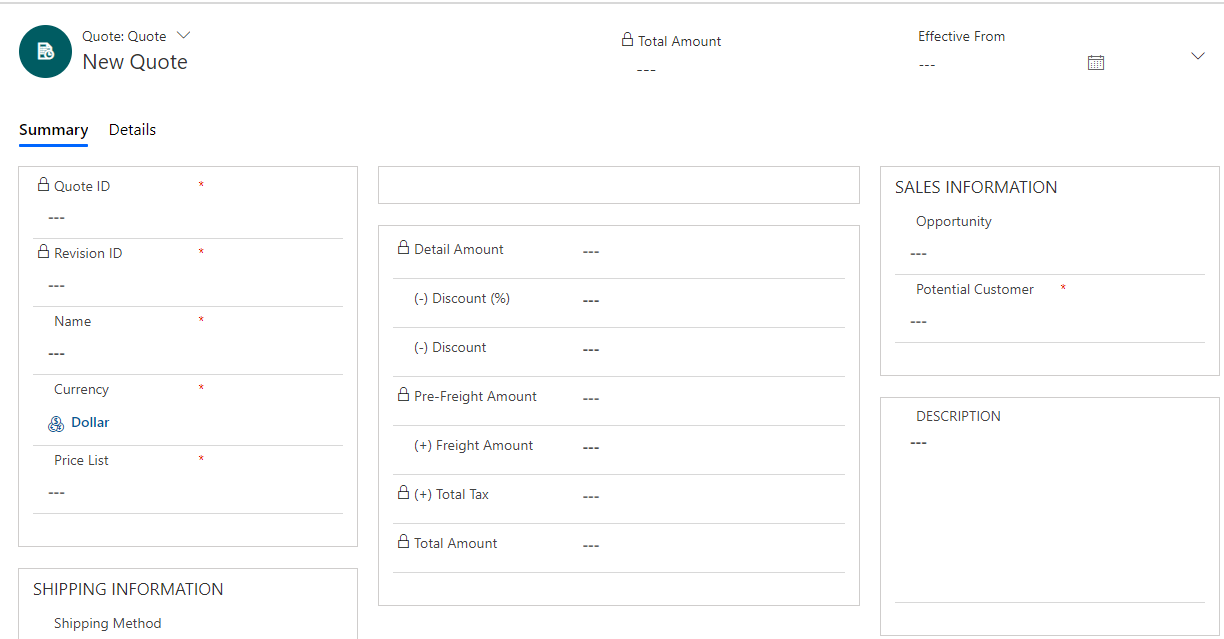 Quote: Quote
New Quote
Total Amount
---
Effective From
---
Summary Details
Quote ID *
---
Revision ID *
---
Name *
---
Currency *
Dollar
Price List *
---
SHIPPING INFORMATION
Shipping Method
Detail Amount ---
(-) Discount (%) ---
(-) Discount ---
Pre-Freight Amount ---
(+) Freight Amount ---
(+) Total Tax ---
Total Amount ---
SALES INFORMATION
Opportunity
---
Potential Customer *
---
DESCRIPTION
---